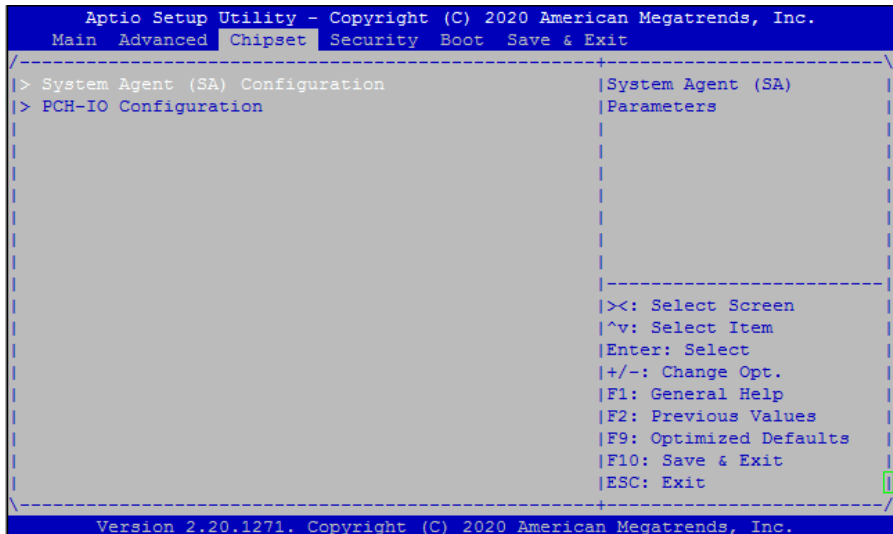 Aptio Setup Utility - Copyright (C) 2020 American Megatrends, Inc.
Main Advanced Chipset Security Boot Save & Exit
> System Agent (SA) Configuration
> PCH-IO Configuration
System Agent (SA)
Parameters
><: Select Screen
^v: Select Item
Enter: Select
+/-: Change Opt.
F1: General Help
F2: Previous Values
F9: Optimized Defaults
F10: Save & Exit
ESC: Exit
Version 2.20.1271. Copyright (C) 2020 American Megatrends, Inc.